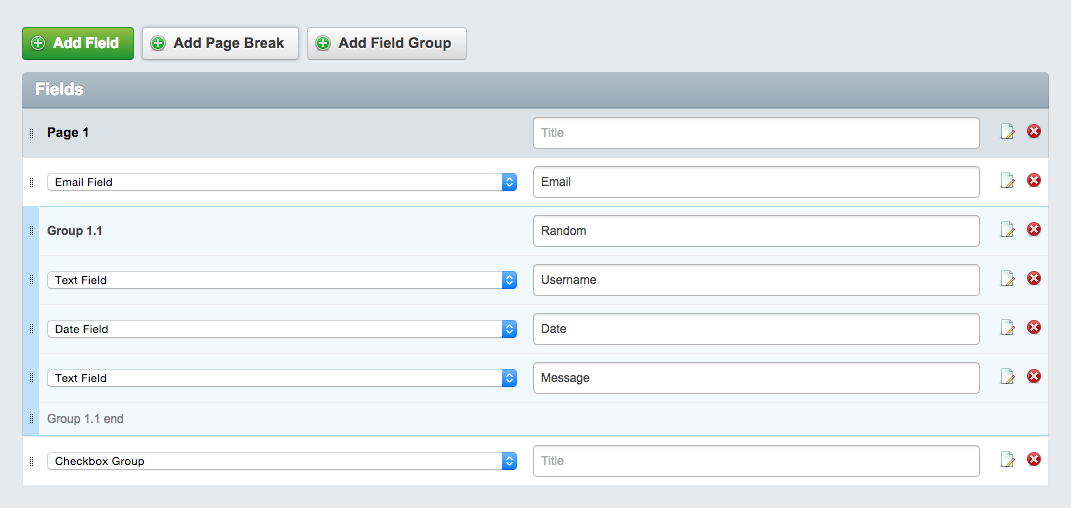 Add Field Add Page Break Add Field Group
Fields
Page 1 Title
Email Field Email
Group 1.1 Random
Text Field Username
Date Field Date
Text Field Message
Group 1.1 end
Checkbox Group Title